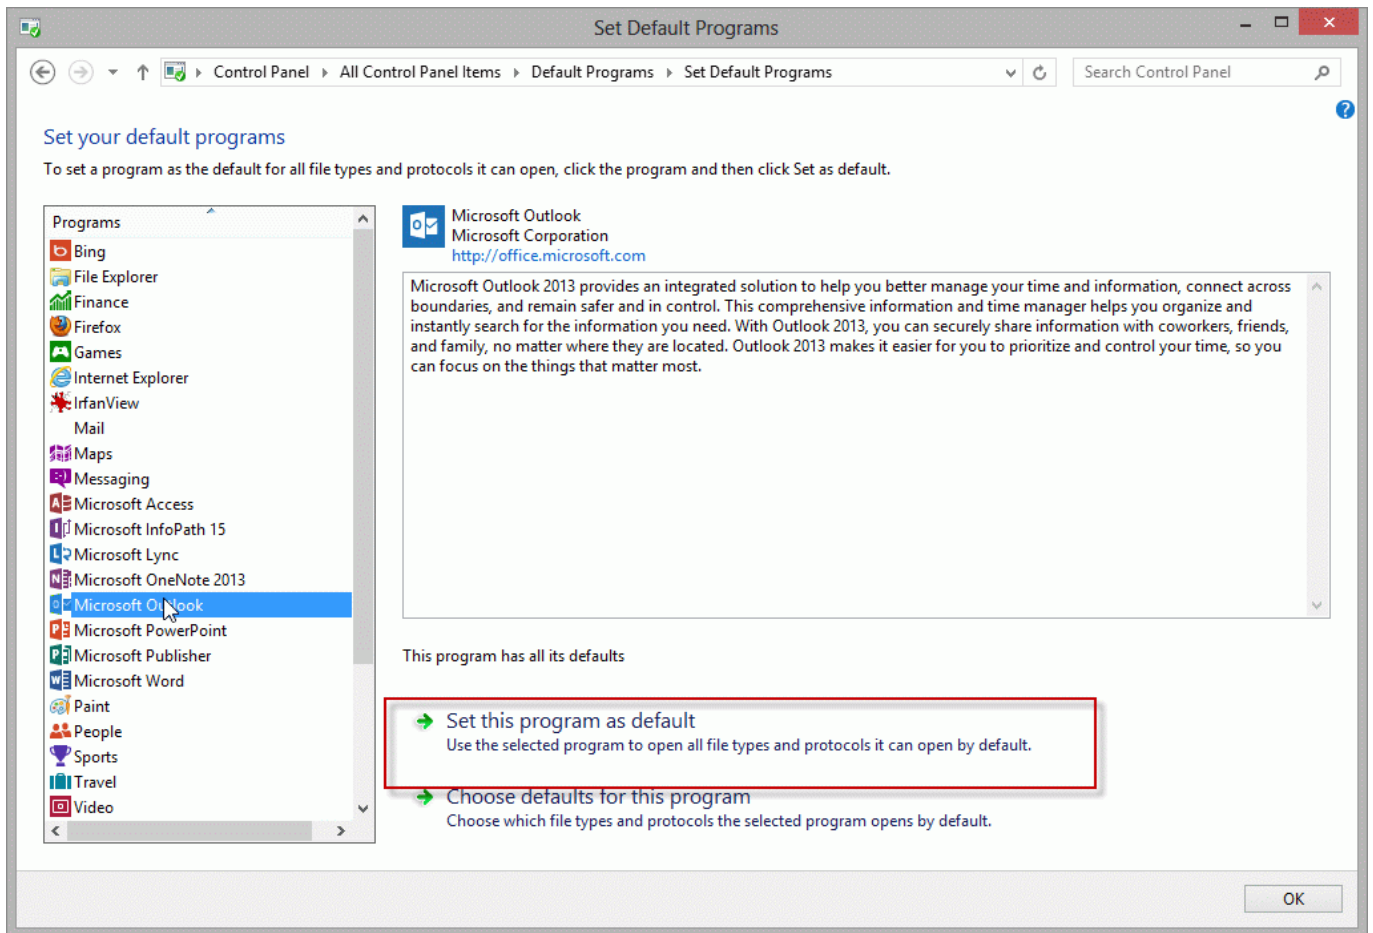 Set Default Programs
Control Panel All Control Panel Items Default Programs Set Default Programs
Search Control Panel
Set your default programs
To set a program as the default for all file types and protocols it can open, click the program and then click Set as default.
Programs
Bing
File Explorer
Finance
Firefox
Games
Internet Explorer
IrfanView
Mail
Maps
Messaging
Microsoft Access
Microsoft InfoPath 15
Microsoft Lync
Microsoft OneNote 2013
Microsoft Outlook
Microsoft PowerPoint
Microsoft Publisher
Microsoft Word
Paint
People
Sports
Travel
Video
Microsoft Outlook
Microsoft Corporation
http://office.microsoft.com
Microsoft Outlook 2013 provides an integrated solution to help you better manage your time and information, connect across
boundaries, and remain safer and in control. This comprehensive information and time manager helps you organize and
instantly search for the information you need. With Outlook 2013, you can securely share information with coworkers, friends,
and family, no matter where they are located. Outlook 2013 makes it easier for you to prioritize and control your time, so you
can focus on the things that matter most.
This program has all its defaults
Set this program as default
Use the selected program to open all file types and protocols it can open by default.
Choose defaults for this program
Choose which file types and protocols the selected program opens by default.
OK